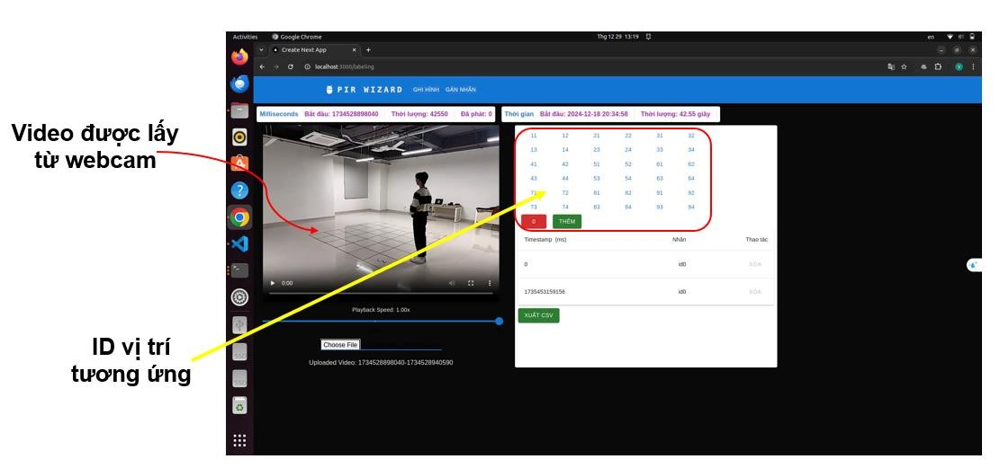 Activities
Google Chrome
Thg 12 29 13:19
en
Create Next App
localhost:3000/labeling
PIR WIZARD
GHI HÌNH
GÁN NHÃN
Milliseconds Bắt đầu: 1734528898040 Thời lượng: 42550 Đã phát: 0
Thời gian Bắt đầu: 2024-12-18 20:34:58 Thời lượng: 42.55 giây
Video được lấy
từ webcam
11 12 21 22 31 32
13 14 23 24 33 34
41 42 51 52 61 62
43 44 53 54 63 64
71 72 81 82 91 92
73 74 83 84 93 94
0 THÊM
Timestamp (ms) Nhãn Thao tác
0 id0 XÓA
1735453159156 id0 XÓA
XUẤT CSV
0:00
Playback Speed: 1.00x
Choose File
Uploaded Video: 1734528898040-1734528940590
ID vị trí
tương ứng
SSD
SSD